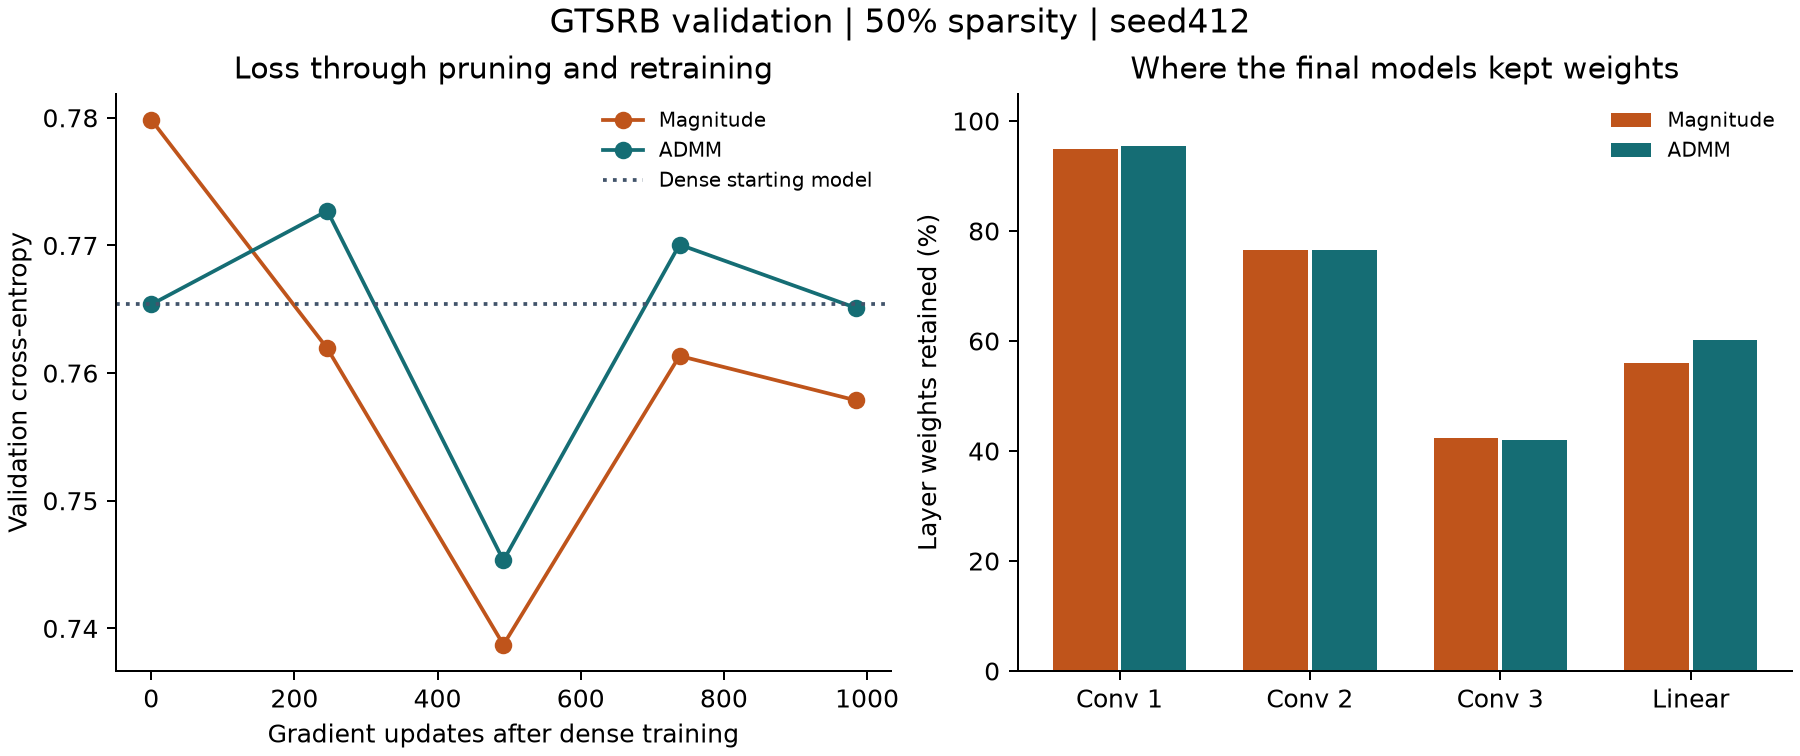 GTSRB validation | 50% sparsity | seed412
Loss through pruning and retraining
Validation cross-entropy
0.78
0.77
0.76
0.75
0.74
Magnitude
ADMM
Dense starting model
0 200 400 600 800 1000
Gradient updates after dense training
Where the final models kept weights
Layer weights retained (%)
100
80
60
40
20
0
Magnitude
ADMM
Conv 1 Conv 2 Conv 3 Linear